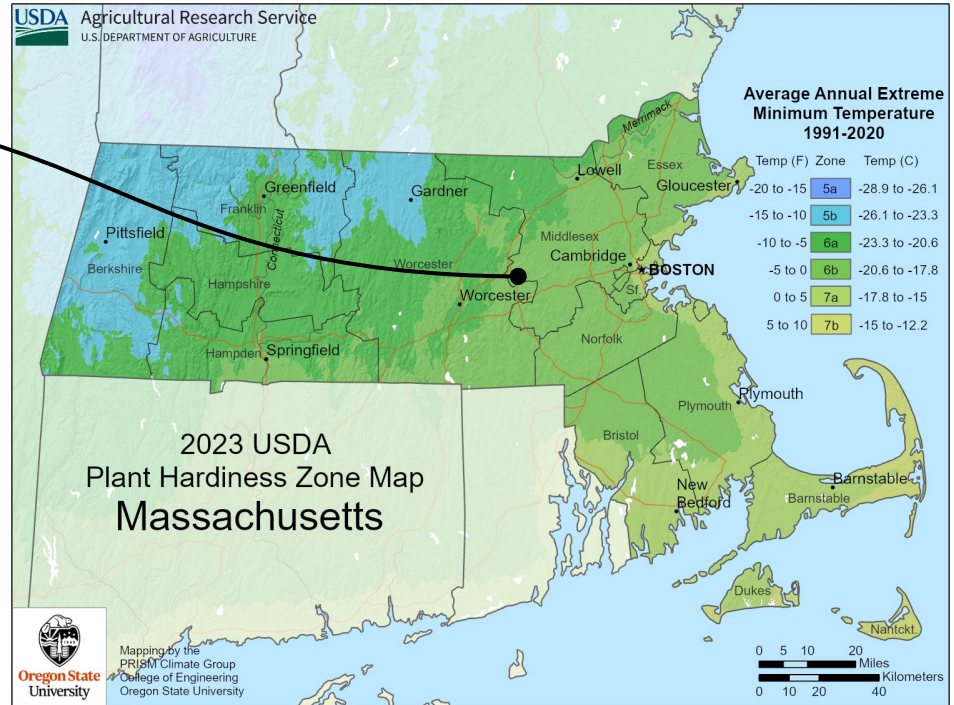 USDA
Agricultural Research Service
U.S. DEPARTMENT OF AGRICULTURE
Average Annual Extreme
Minimum Temperature
1991-2020
Temp (F) Zone Temp (C)
-20 to -15 5a -28.9 to -26.1
-15 to -10 5b -26.1 to -23.3
-10 to -5 6a -23.3 to -20.6
-5 to 0 6b -20.6 to -17.8
0 to 5 7a -17.8 to -15
5 to 10 7b -15 to -12.2
Merrimack
Essex
Lowell
Gloucester
Greenfield
Gardner
Franklin
Connecticut
Pittsfield
Middlesex
Cambridge
BOSTON
Sf.
Berkshire
Worcester
Hampshire
Worcester
Norfolk
Hampden
Springfield
Plymouth
Plymouth
Bristol
New
Bedford
Barnstable
Barnstable
Dukes
Nantckt.
2023 USDA
Plant Hardiness Zone Map
Massachusetts
Oregon State
University
Mapping by the
PRISM Climate Group
College of Engineering
Oregon State University
0 5 10 20
Miles
Kilometers
0 10 20 40